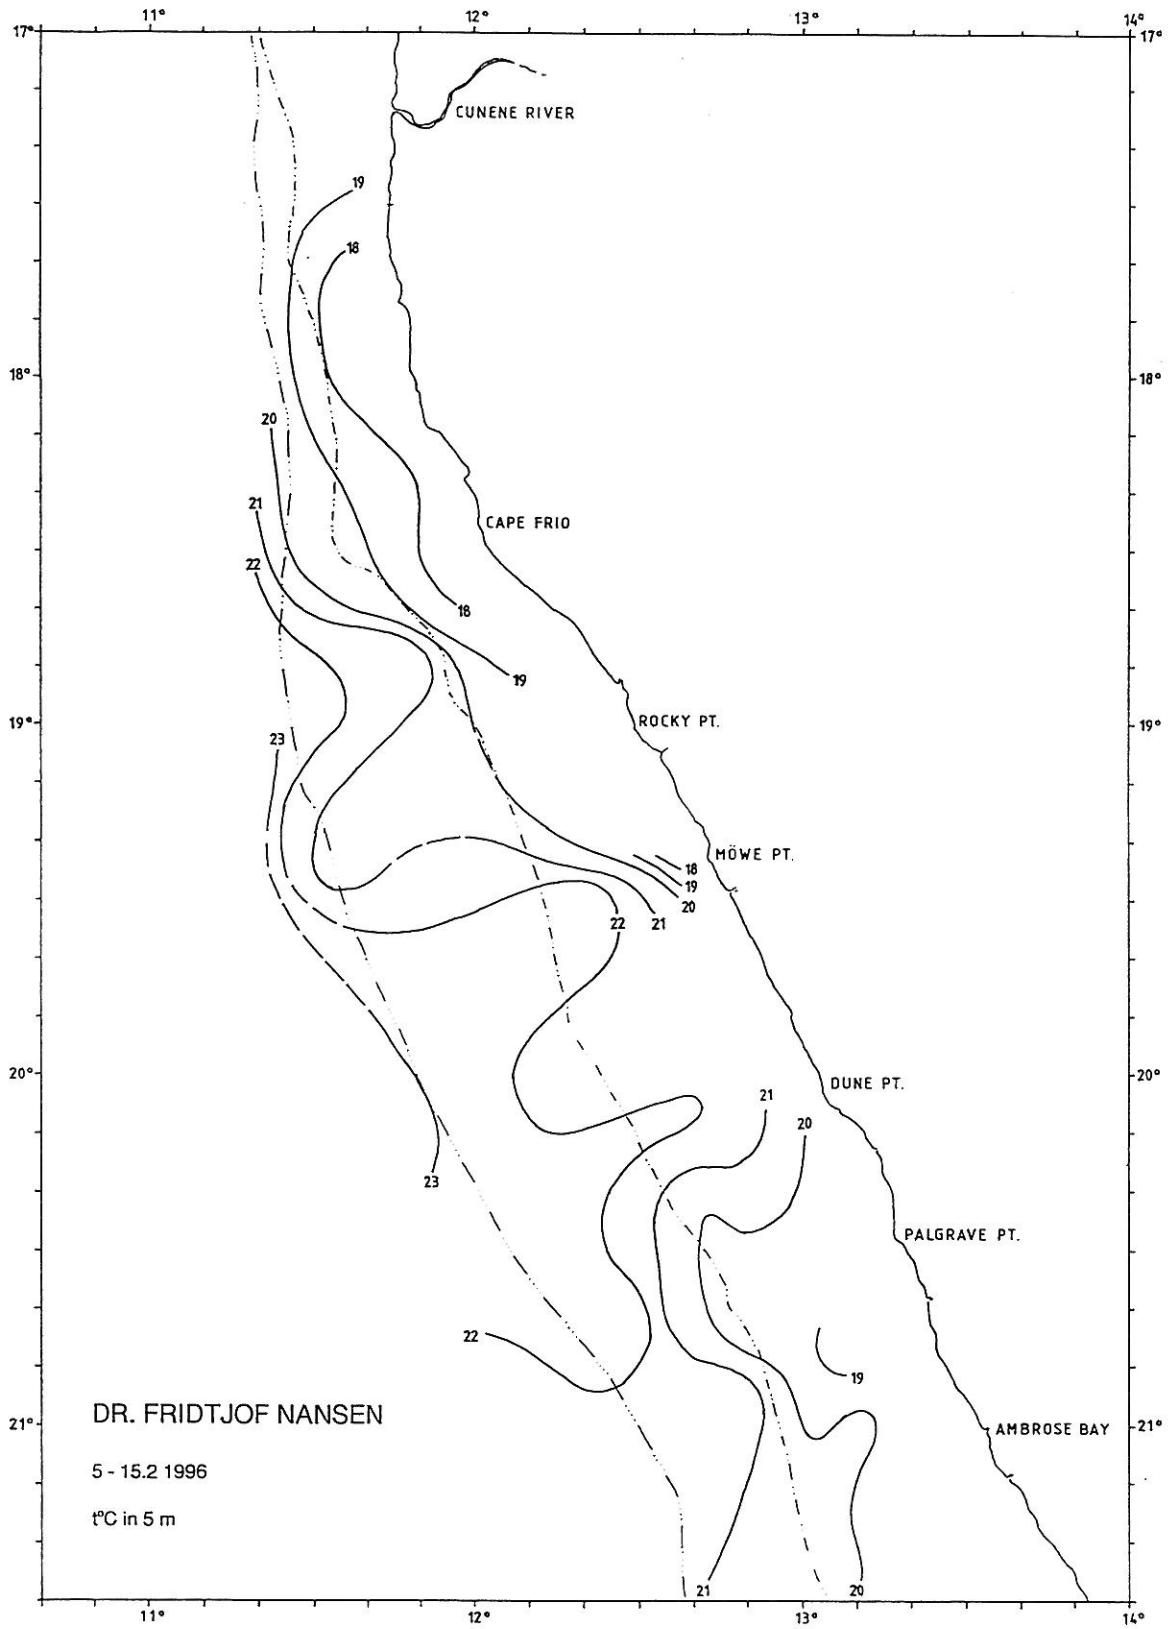 11° 12° 13° 14°
17° 17°
CUNENE RIVER
19
18
18° 18°
20
21
CAPE FRIO
22
18
19
19° ROCKY PT. 19°
23
MÖWE PT.
18
19
20
22 21
20° 20°
DUNE PT.
21
20
23
PALGRAVE PT.
22
19
DR. FRIDTJOF NANSEN
21° AMBROSE BAY 21°
5 - 15.2 1996
t°C in 5 m
21 20
11° 12° 13° 14°